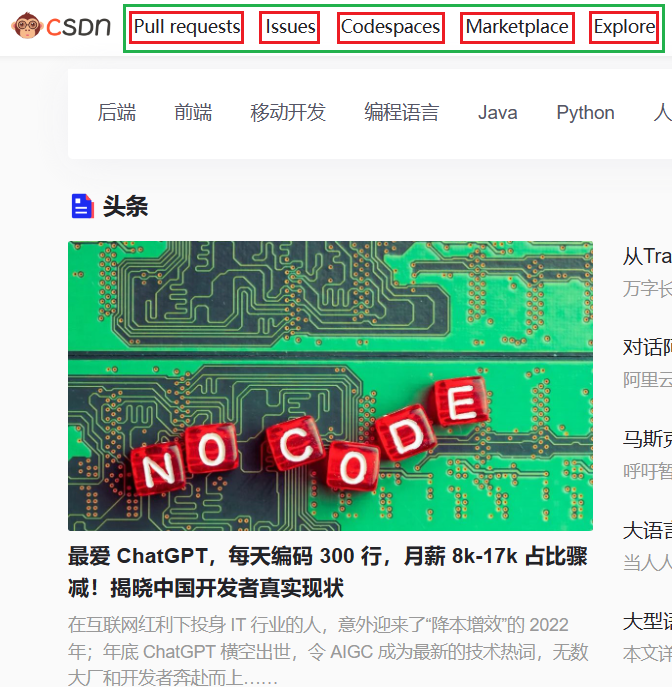 CSDN Pull requests Issues Codespaces Marketplace Explore
后端 前端 移动开发 编程语言 Java Python 人
头条
NO CODE
最爱 ChatGPT，每天编码 300 行，月薪 8k-17k 占比骤
减！揭晓中国开发者真实现状
在互联网红利下投身 IT 行业的人，意外迎来了“降本增效”的 2022
年；年底 ChatGPT 横空出世，令 AIGC 成为最新的技术热词，无数
大厂和开发者奔赴而上……
从Tra
万字长
对话阿
阿里云
马斯克
呼吁暂
大语言
当人人
大型语
本文详